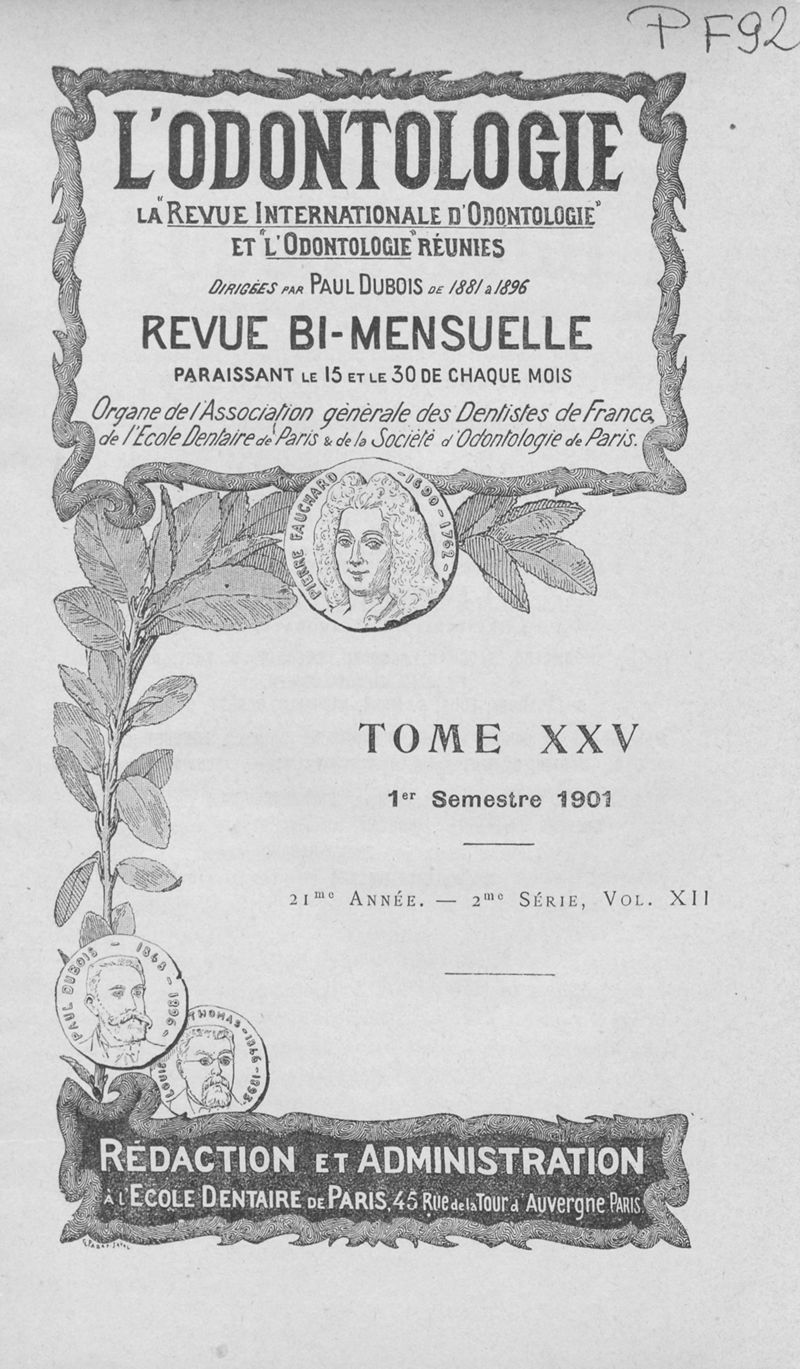 PF92
L'ODONTOLOGIE
LA "REVUE INTERNATIONALE D'ODONTOLOGIE"
ET "L'ODONTOLOGIE" RÉUNIES
DIRIGÉES PAR PAUL DUBOIS DE 1881 à 1896
REVUE BI-MENSUELLE
PARAISSANT LE 15 ET LE 30 DE CHAQUE MOIS
Organe de l'Association générale des Dentistes de France,
de l'Ecole Dentaire de Paris & de la Société d'Odontologie de Paris.
PIERRE FAUCHARD -1690-1762-
TOME XXV
1er Semestre 1901
21me ANNÉE. — 2me SÉRIE, VOL. XII
PAUL DUBOIS - 1848 - 1896 -
LOUIS THOMAS-1846-1893
RÉDACTION ET ADMINISTRATION
À L'ECOLE DENTAIRE DE PARIS, 45 Rue de la Tour d'Auvergne PARIS.